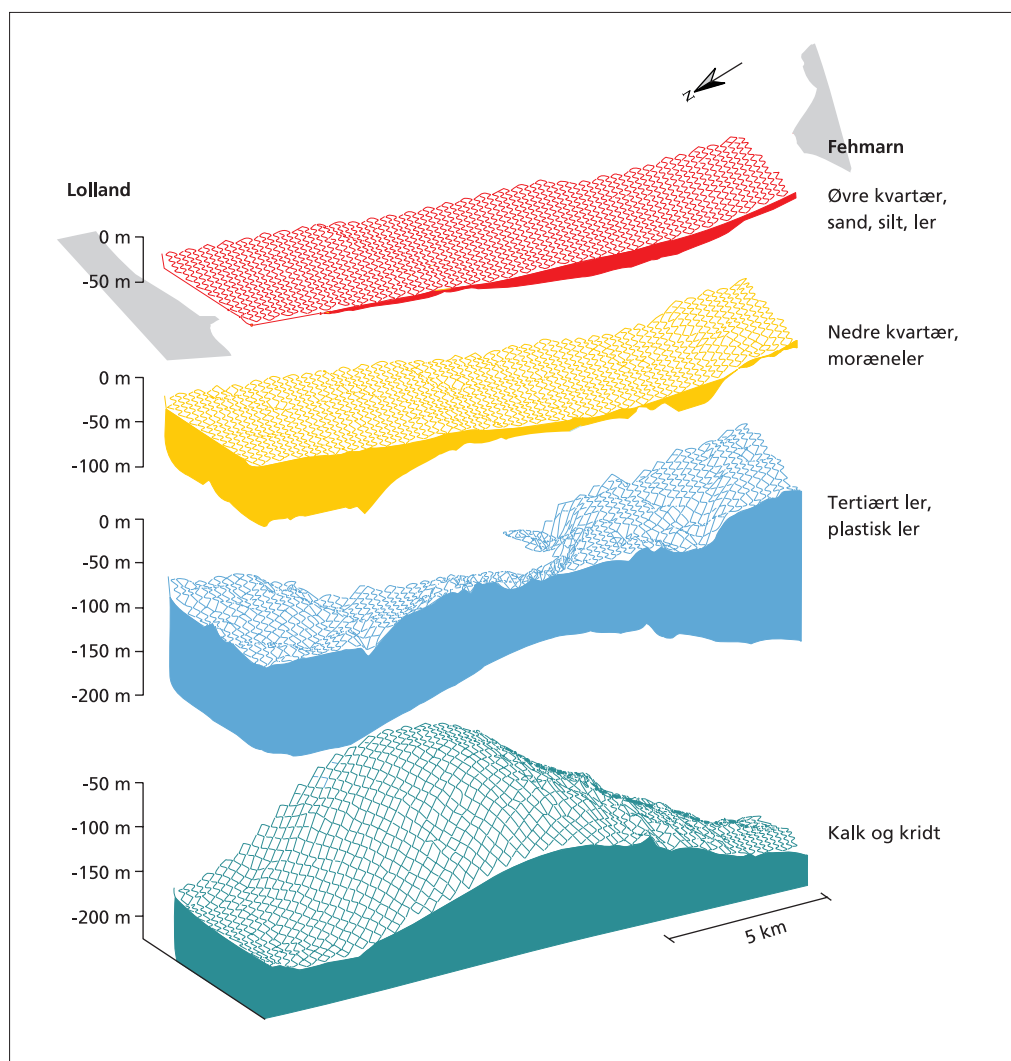 N
Fehmarn
Lolland
Øvre kvartær,
sand, silt, ler
0 m
-50 m
Nedre kvartær,
moræneler
0 m
-50 m
-100 m
Tertiært ler,
plastisk ler
0 m
-50 m
-100 m
-150 m
-200 m
Kalk og kridt
-50 m
-100 m
-150 m
-200 m
5 km